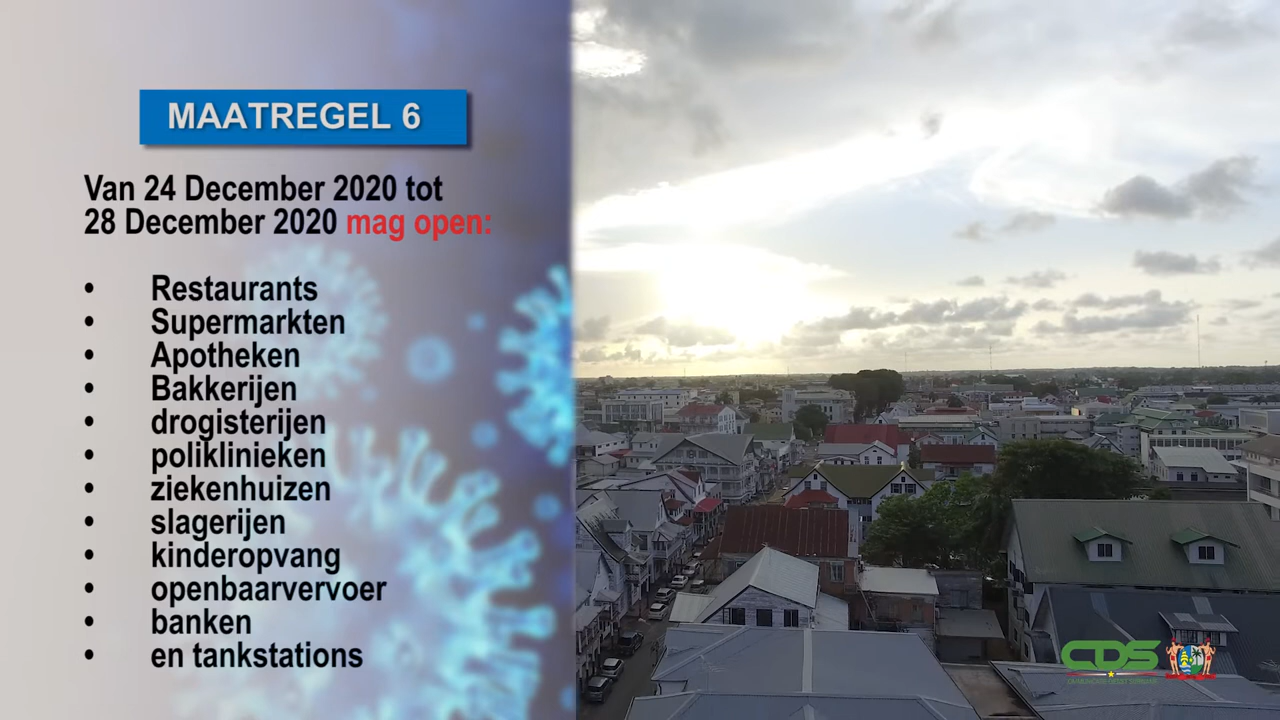 MAATREGEL 6
Van 24 December 2020 tot
28 December 2020 mag open:
• Restaurants
• Supermarkten
• Apotheken
• Bakkerijen
• drogisterijen
• poliklinieken
• ziekenhuizen
• slagerijen
• kinderopvang
• openbaarvervoer
• banken
• en tankstations
CDS